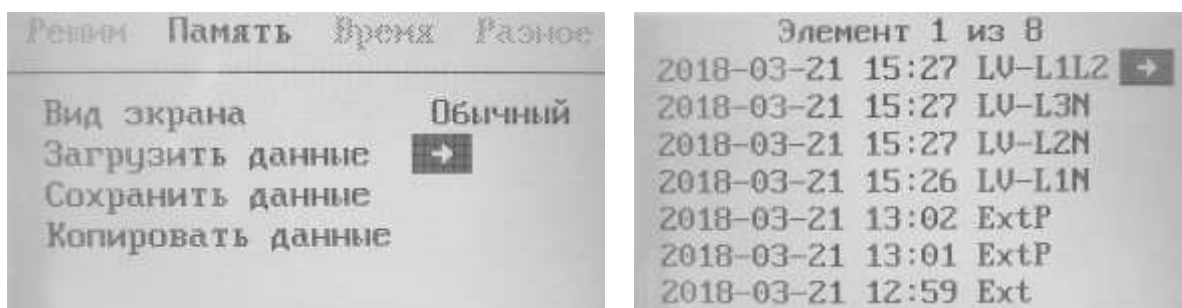 Режим Память Время Разное
Вид экрана Обычный
Загрузить данные →
Сохранить данные
Копировать данные
Элемент 1 из 8
2018-03-21 15:27 LV-L1L2 →
2018-03-21 15:27 LV-L3N
2018-03-21 15:27 LV-L2N
2018-03-21 15:26 LV-L1N
2018-03-21 13:02 ExtP
2018-03-21 13:01 ExtP
2018-03-21 12:59 Ext